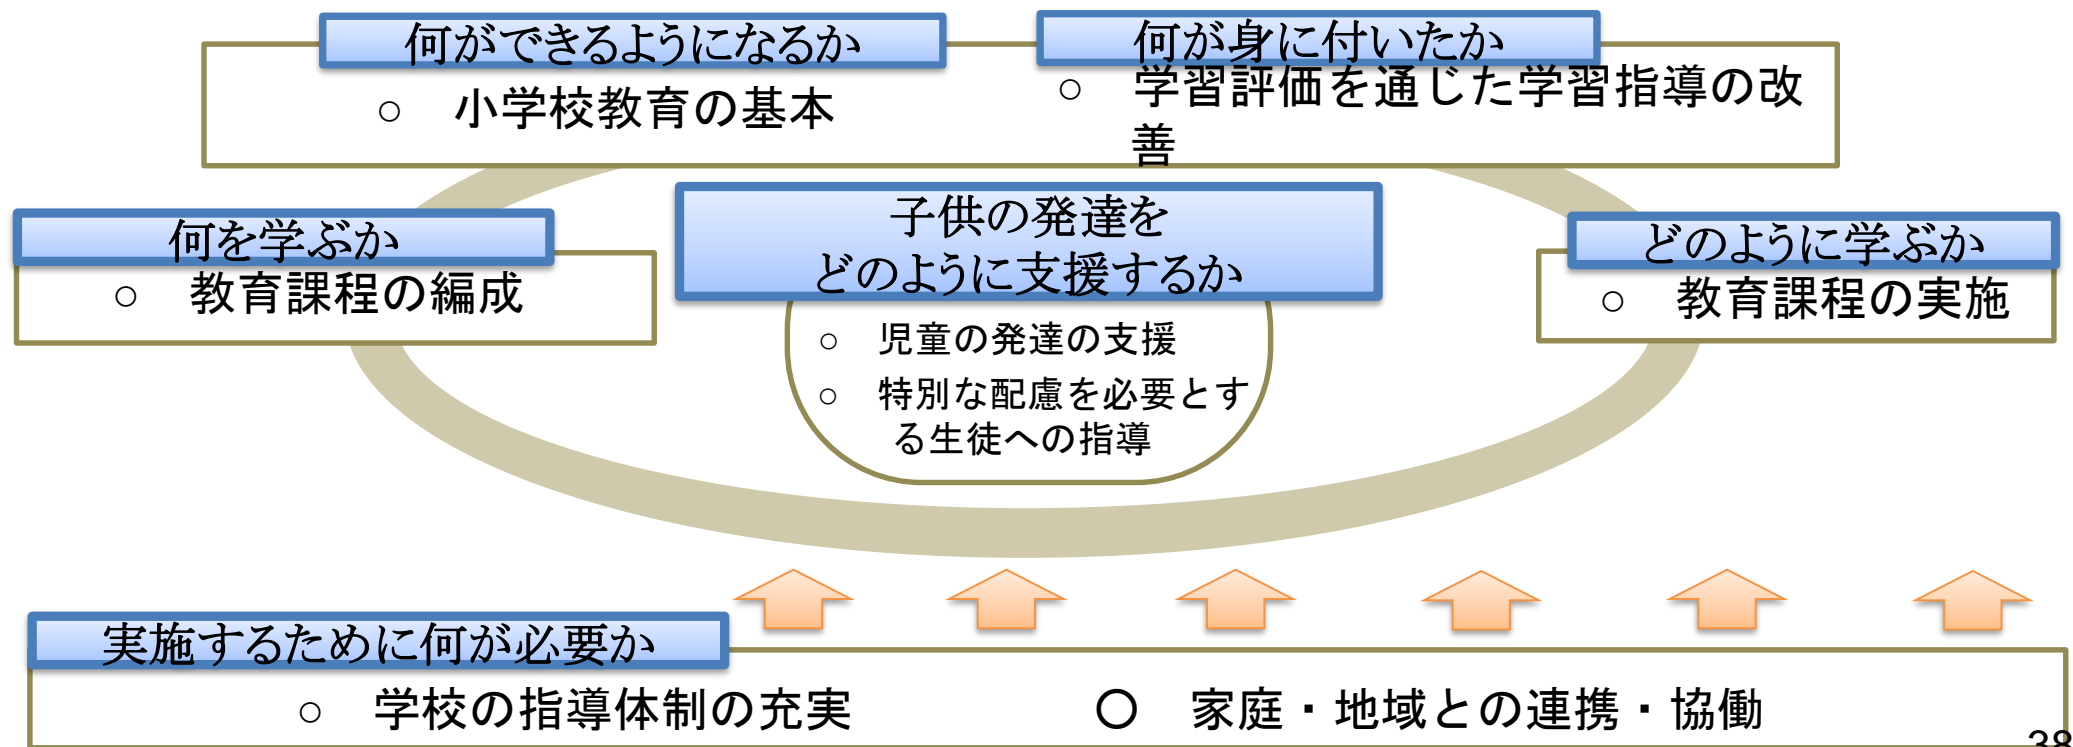 何ができるようになるか
○ 小学校教育の基本
何が身に付いたか
○ 学習評価を通じた学習指導の改
善
何を学ぶか
○ 教育課程の編成
子供の発達を
どのように支援するか
○ 児童の発達の支援
○ 特別な配慮を必要とす
る生徒への指導
どのように学ぶか
○ 教育課程の実施
実施するために何が必要か
○ 学校の指導体制の充実
○ 家庭・地域との連携・協働
38